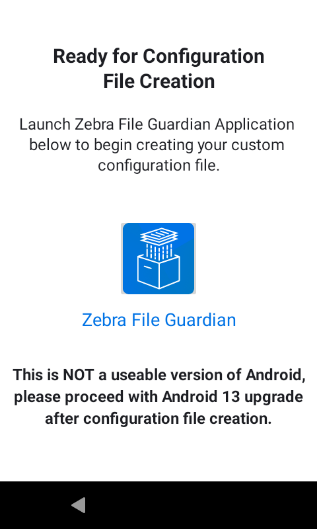 Ready for Configuration
File Creation
Launch Zebra File Guardian Application
below to begin creating your custom
configuration file.
Zebra File Guardian
This is NOT a useable version of Android,
please proceed with Android 13 upgrade
after configuration file creation.